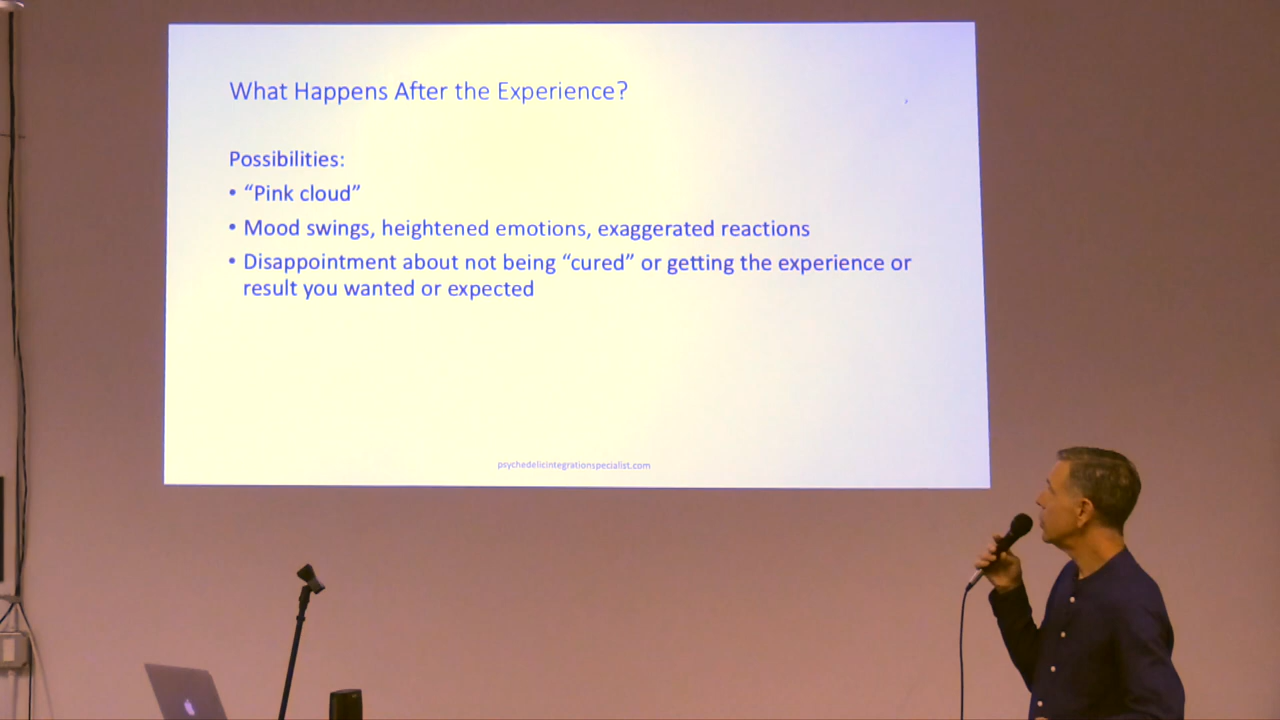 What Happens After the Experience?
Possibilities:
• “Pink cloud”
• Mood swings, heightened emotions, exaggerated reactions
• Disappointment about not being “cured” or getting the experience or
result you wanted or expected
psychedelicintegrationspecialist.com